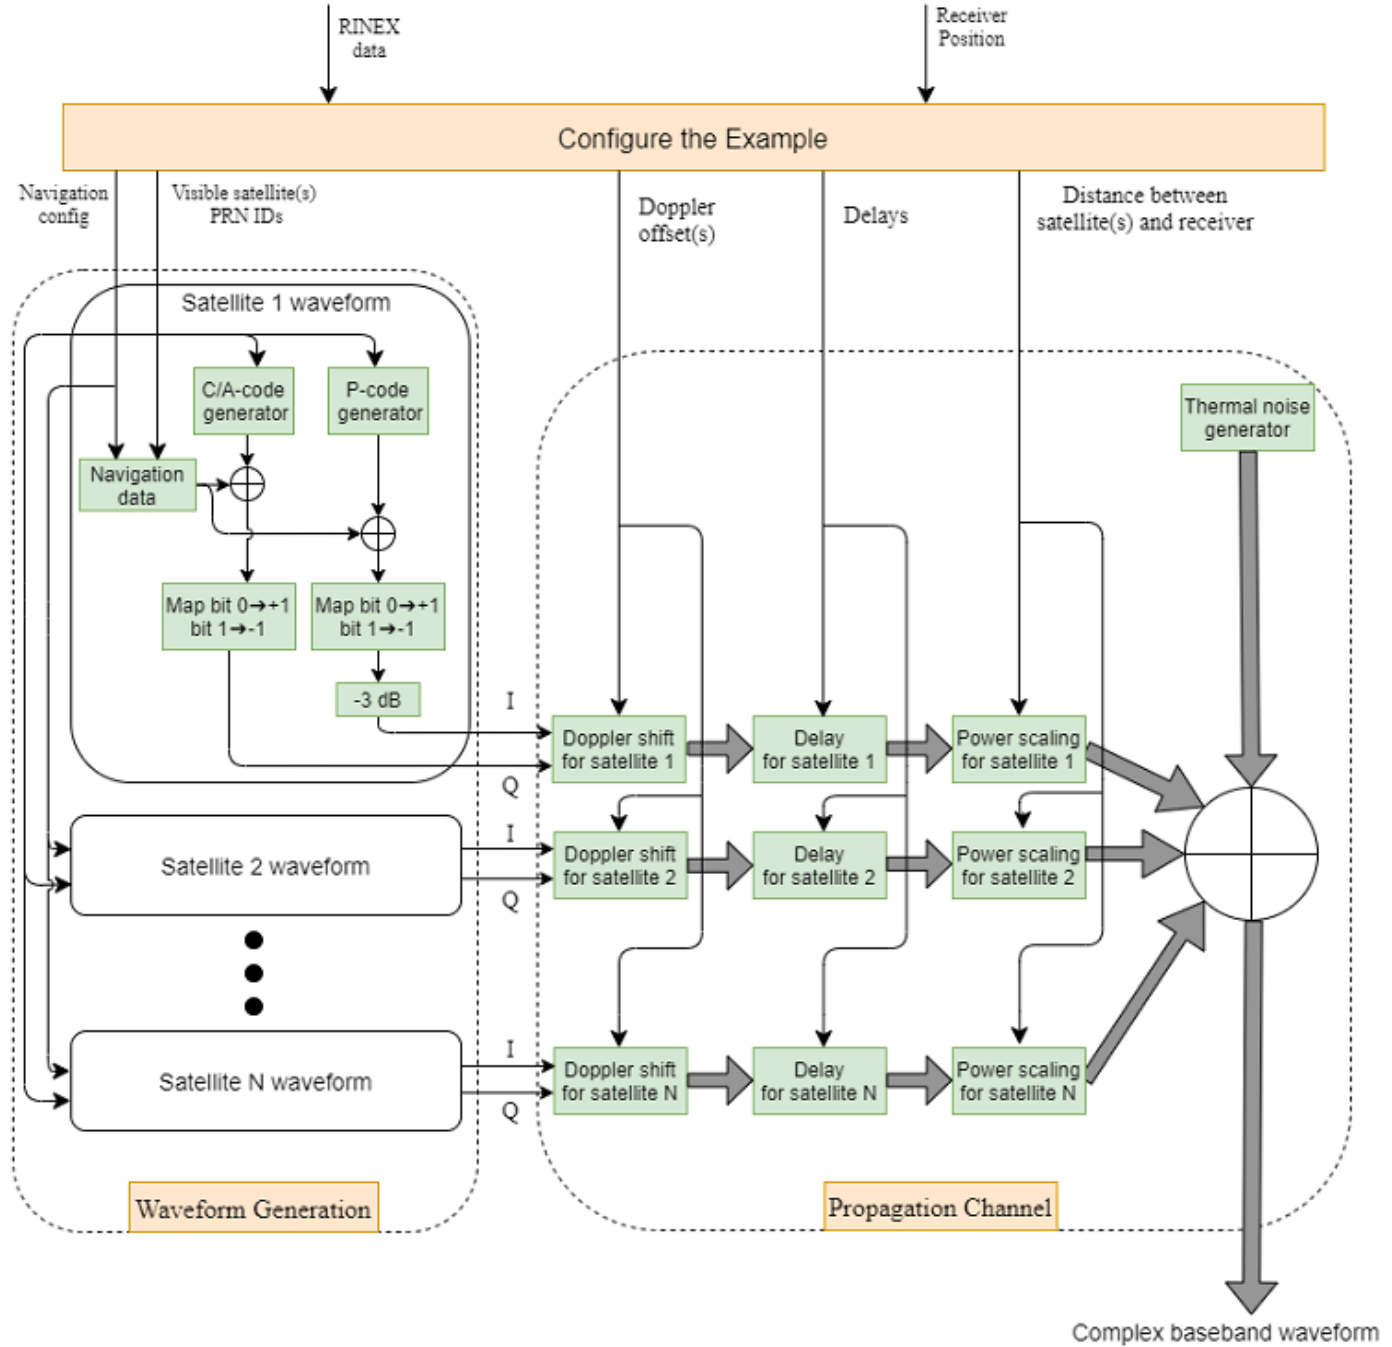 RINEX
data
Receiver
Position
Configure the Example
Navigation
config
Visible satellite(s)
PRN IDs
Doppler
offset(s)
Delays
Distance between
satellite(s) and receiver
Satellite 1 waveform
C/A-code
generator
P-code
generator
Navigation
data
Map bit 0➔+1
bit 1➔-1
Map bit 0➔+1
bit 1➔-1
-3 dB
I
Q
Thermal noise
generator
Doppler shift
for satellite 1
Delay
for satellite 1
Power scaling
for satellite 1
Satellite 2 waveform
I
Q
Doppler shift
for satellite 2
Delay
for satellite 2
Power scaling
for satellite 2
Satellite N waveform
I
Q
Doppler shift
for satellite N
Delay
for satellite N
Power scaling
for satellite N
Waveform Generation
Propagation Channel
Complex baseband waveform